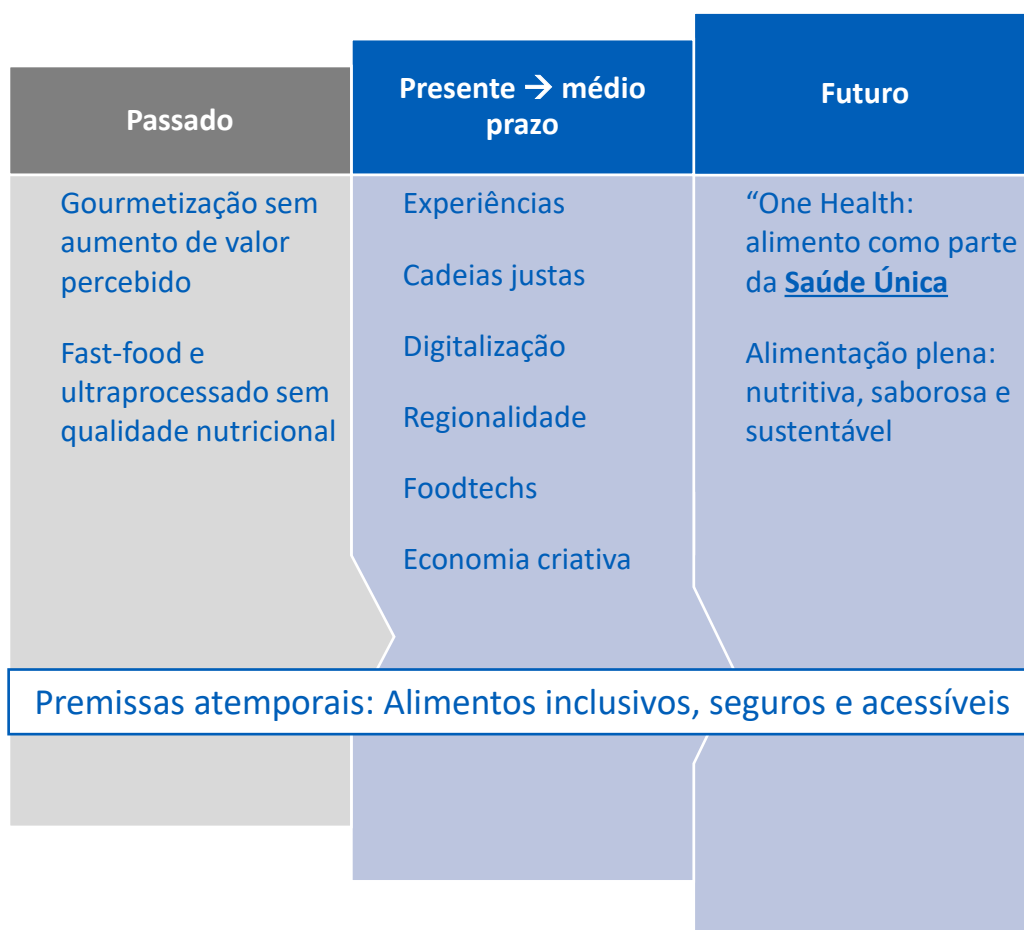 Passado
Gourmetização sem
aumento de valor
percebido
Fast-food e
ultraprocessado sem
qualidade nutricional
Presente → médio
prazo
Experiências
Cadeias justas
Digitalização
Regionalidade
Foodtechs
Economia criativa
Futuro
“One Health:
alimento como parte
da Saúde Única
Alimentação plena:
nutritiva, saborosa e
sustentável
Premissas atemporais: Alimentos inclusivos, seguros e acessíveis